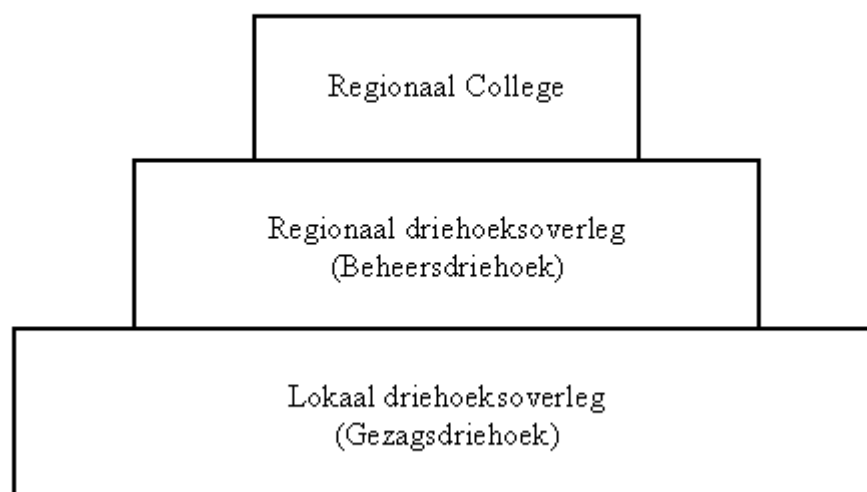 Regionaal College
Regionaal driehoeksoverleg
(Beheersdriehoek)
Lokaal driehoeksoverleg
(Gezagsdriehoek)